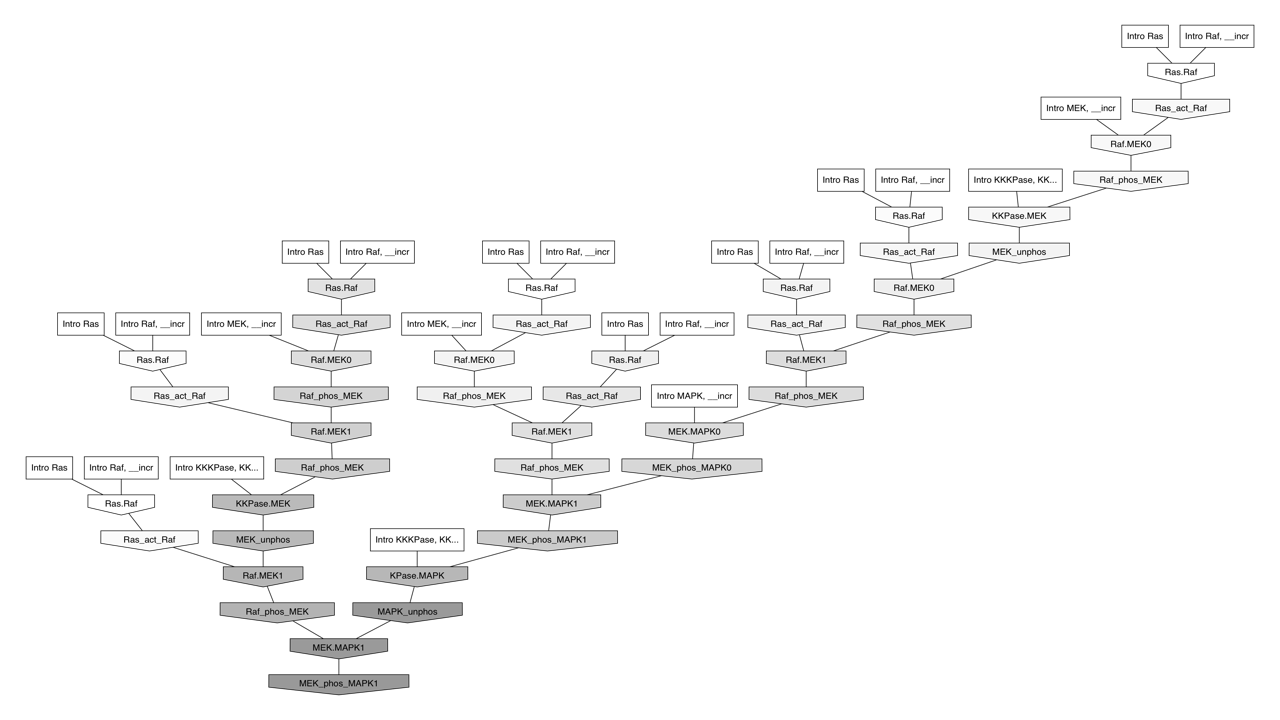 Intro Ras
Intro Raf, __incr
Ras.Raf
Intro MEK, __incr
Ras_act_Raf
Raf.MEK0
Intro Ras
Intro Raf, __incr
Intro KKKPase, KK...
Raf_phos_MEK
Ras.Raf
KKPase.MEK
Intro Ras
Intro Raf, __incr
Intro Ras
Intro Raf, __incr
Intro Ras
Intro Raf, __incr
Ras_act_Raf
MEK_unphos
Ras.Raf
Ras.Raf
Ras.Raf
Raf.MEK0
Intro Ras
Intro Raf, __incr
Intro MEK, __incr
Ras_act_Raf
Intro MEK, __incr
Ras_act_Raf
Intro Ras
Intro Raf, __incr
Ras_act_Raf
Raf_phos_MEK
Ras.Raf
Raf.MEK0
Raf.MEK0
Ras.Raf
Raf.MEK1
Ras_act_Raf
Raf_phos_MEK
Raf_phos_MEK
Ras_act_Raf
Intro MAPK, __incr
Raf_phos_MEK
Raf.MEK1
Raf.MEK1
MEK.MAPK0
Intro Ras
Intro Raf, __incr
Intro KKKPase, KK...
Raf_phos_MEK
Raf_phos_MEK
MEK_phos_MAPK0
Ras.Raf
KKPase.MEK
MEK.MAPK1
Ras_act_Raf
MEK_unphos
Intro KKKPase, KK...
MEK_phos_MAPK1
Raf.MEK1
KPase.MAPK
Raf_phos_MEK
MAPK_unphos
MEK.MAPK1
MEK_phos_MAPK1